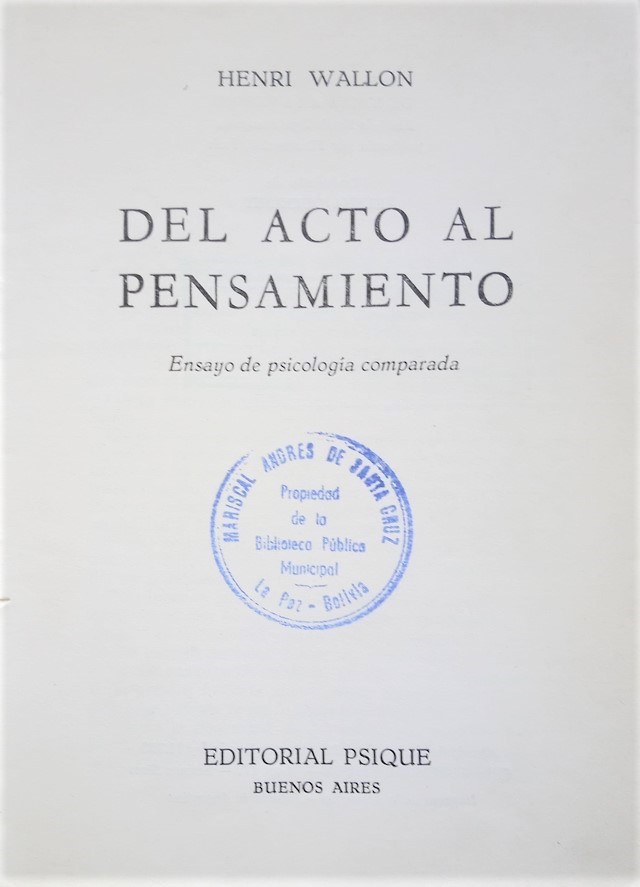 HENRI WALLON
DEL ACTO AL
PENSAMIENTO
Ensayo de psicología comparada
MARISCAL ANDRES DE SANTA CRUZ
Propiedad
de la
Biblioteca Pública
Municipal
La Paz - Bolivia
EDITORIAL PSIQUE
BUENOS AIRES